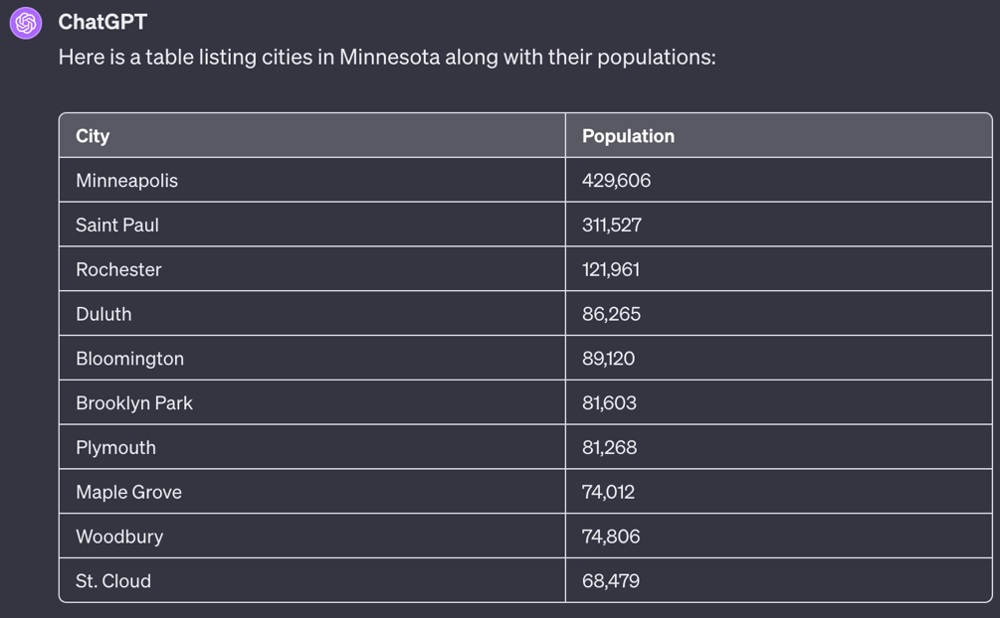 ChatGPT
Here is a table listing cities in Minnesota along with their populations:
City Population
Minneapolis 429,606
Saint Paul 311,527
Rochester 121,961
Duluth 86,265
Bloomington 89,120
Brooklyn Park 81,603
Plymouth 81,268
Maple Grove 74,012
Woodbury 74,806
St. Cloud 68,479